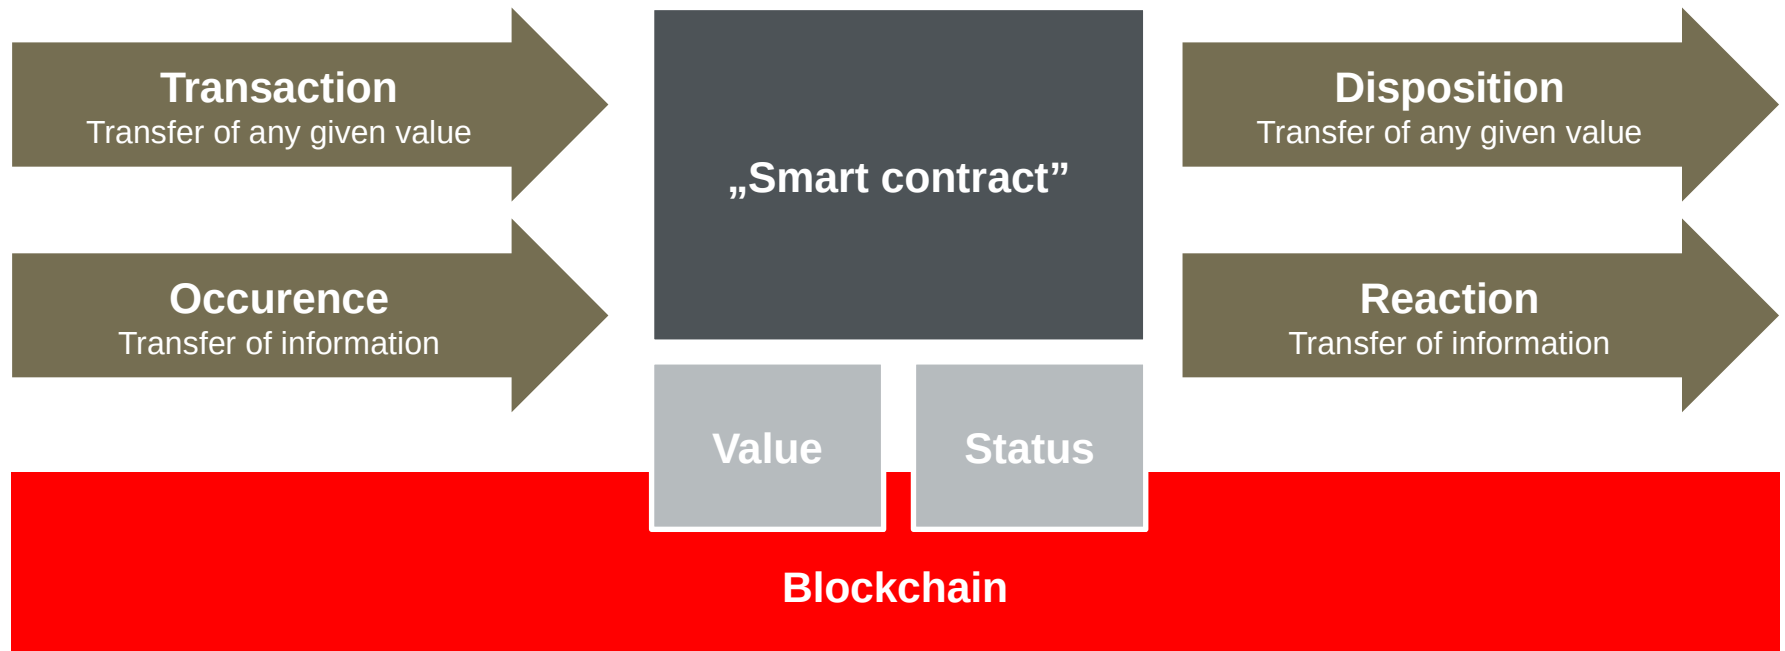 Transaction
Transfer of any given value
Occurence
Transfer of information
„Smart contract”
Value
Status
Disposition
Transfer of any given value
Reaction
Transfer of information
Blockchain